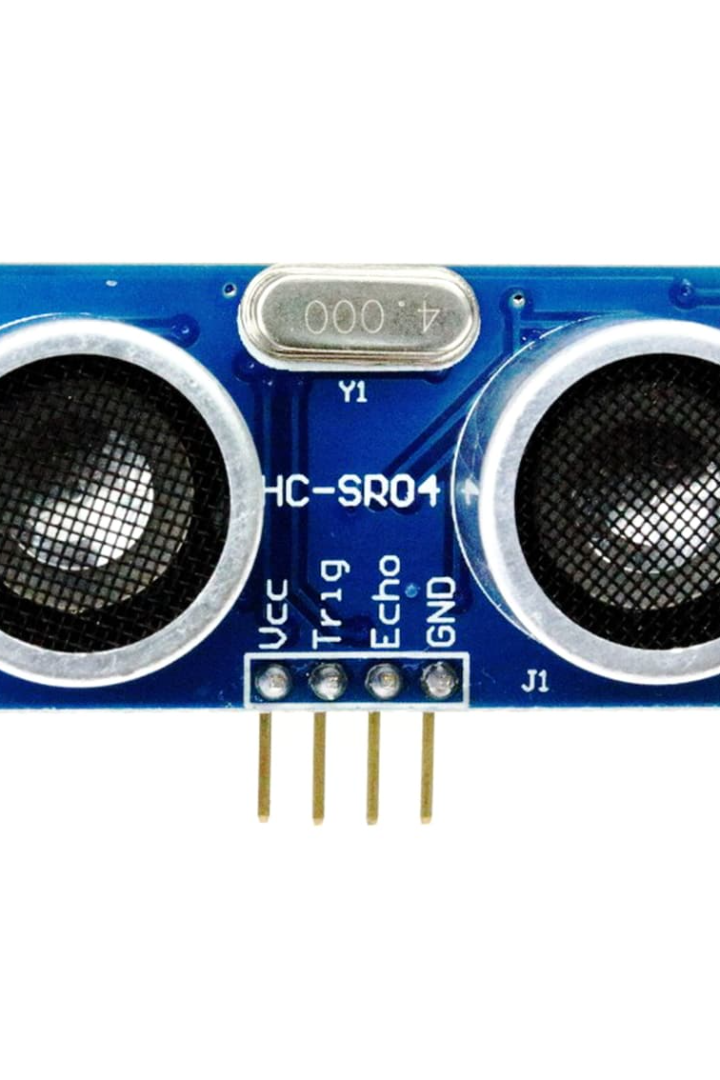 4.000
Y1
HC-SR04
Vcc
Trig
Echo
GND
J1